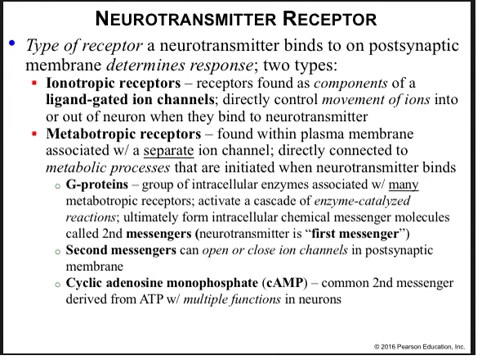 NEUROTRANSMITTER RECEPTOR
• Type of receptor a neurotransmitter binds to on postsynaptic
membrane determines response; two types:
▪ Ionotropic receptors – receptors found as components of a
ligand-gated ion channels; directly control movement of ions into
or out of neuron when they bind to neurotransmitter
▪ Metabotropic receptors – found within plasma membrane
associated w/ a separate ion channel; directly connected to
metabolic processes that are initiated when neurotransmitter binds
o G-proteins – group of intracellular enzymes associated w/ many
metabotropic receptors; activate a cascade of enzyme-catalyzed
reactions; ultimately form intracellular chemical messenger molecules
called 2nd messengers (neurotransmitter is “first messenger”)
o Second messengers can open or close ion channels in postsynaptic
membrane
o Cyclic adenosine monophosphate (cAMP) – common 2nd messenger
derived from ATP w/ multiple functions in neurons
© 2016 Pearson Education, Inc.